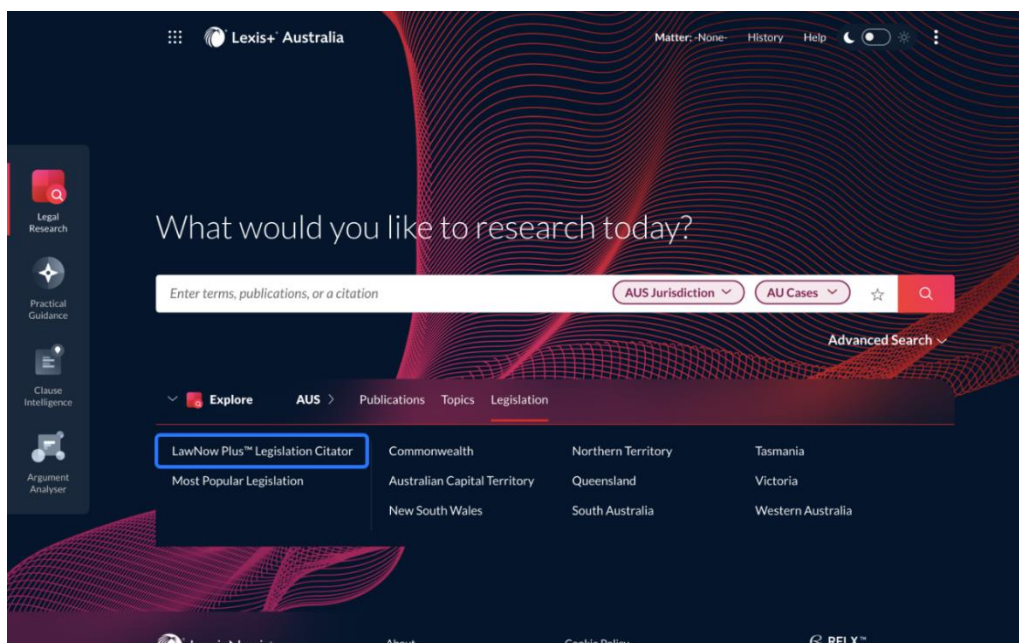 Lexis+® Australia
Matter: -None- History Help
Legal
Research
Practical
Guidance
Clause
Intelligence
Argument
Analyser
What would you like to research today?
Enter terms, publications, or a citation AUS Jurisdiction AU Cases
Advanced Search
Explore AUS > Publications Topics Legislation
LawNow Plus™ Legislation Citator Commonwealth Northern Territory Tasmania
Most Popular Legislation Australian Capital Territory Queensland Victoria
New South Wales South Australia Western Australia
About Cookie Policy RELX™